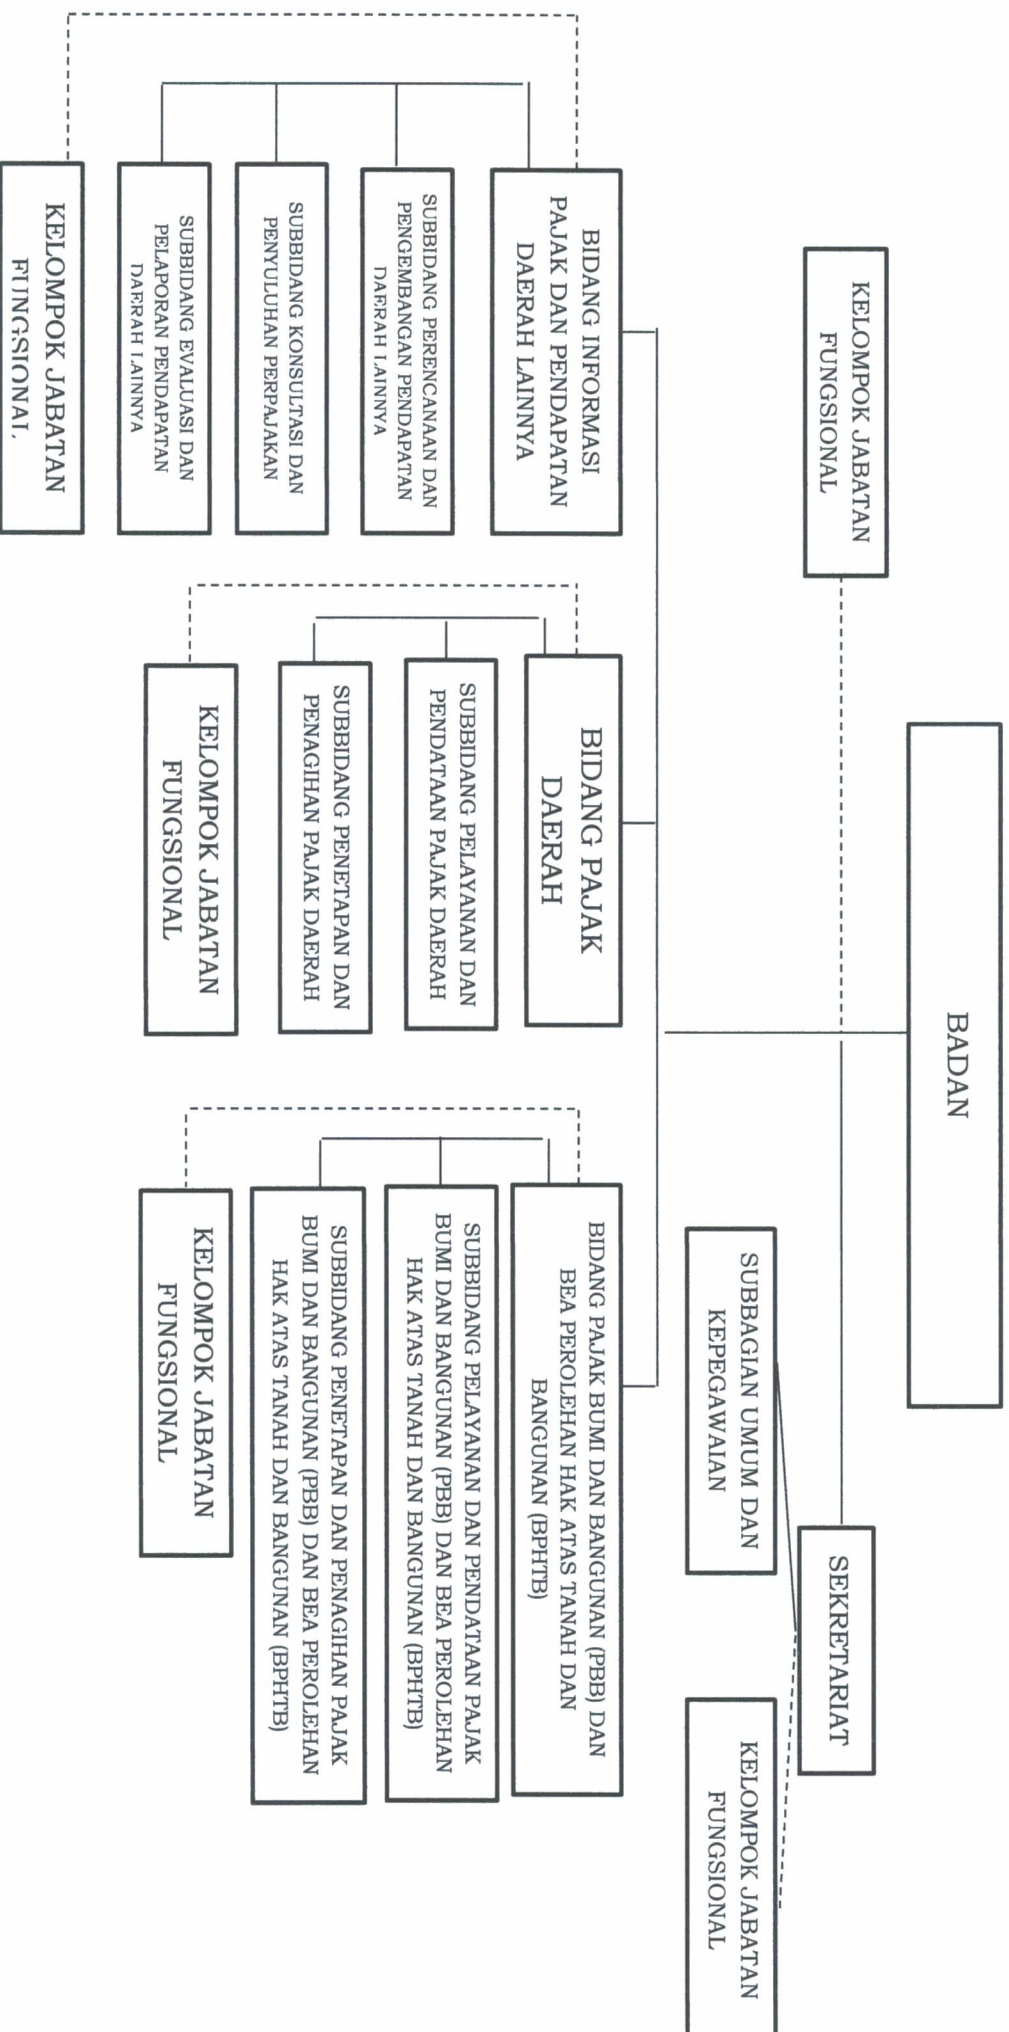 BADAN
KELOMPOK JABATAN
FUNGSIONAL
SEKRETARIAT
SUBBAGIAN UMUM DAN
KEPEGAWAIAN
KELOMPOK JABATAN
FUNGSIONAL
BIDANG INFORMASI
PAJAK DAN PENDAPATAN
DAERAH LAINNYA
SUBBIDANG PERENCANAAN DAN
PENGEMBANGAN PENDAPATAN
DAERAH LAINNYA
SUBBIDANG KONSULTASI DAN
PENYULUHAN PERPAJAKAN
SUBBIDANG EVALUASI DAN
PELAPORAN PENDAPATAN
DAERAH LAINNYA
KELOMPOK JABATAN
FUNGSIONAL
BIDANG PAJAK
DAERAH
SUBBIDANG PELAYANAN DAN
PENDATAAN PAJAK DAERAH
SUBBIDANG PENETAPAN DAN
PENAGIHAN PAJAK DAERAH
KELOMPOK JABATAN
FUNGSIONAL
BIDANG PAJAK BUMI DAN BANGUNAN (PBB) DAN
BEA PEROLEHAN HAK ATAS TANAH DAN
BANGUNAN (BPHTB)
SUBBIDANG PELAYANAN DAN PENDATAAN PAJAK
BUMI DAN BANGUNAN (PBB) DAN BEA PEROLEHAN
HAK ATAS TANAH DAN BANGUNAN (BPHTB)
SUBBIDANG PENETAPAN DAN PENAGIHAN PAJAK
BUMI DAN BANGUNAN (PBB) DAN BEA PEROLEHAN
HAK ATAS TANAH DAN BANGUNAN (BPHTB)
KELOMPOK JABATAN
FUNGSIONAL